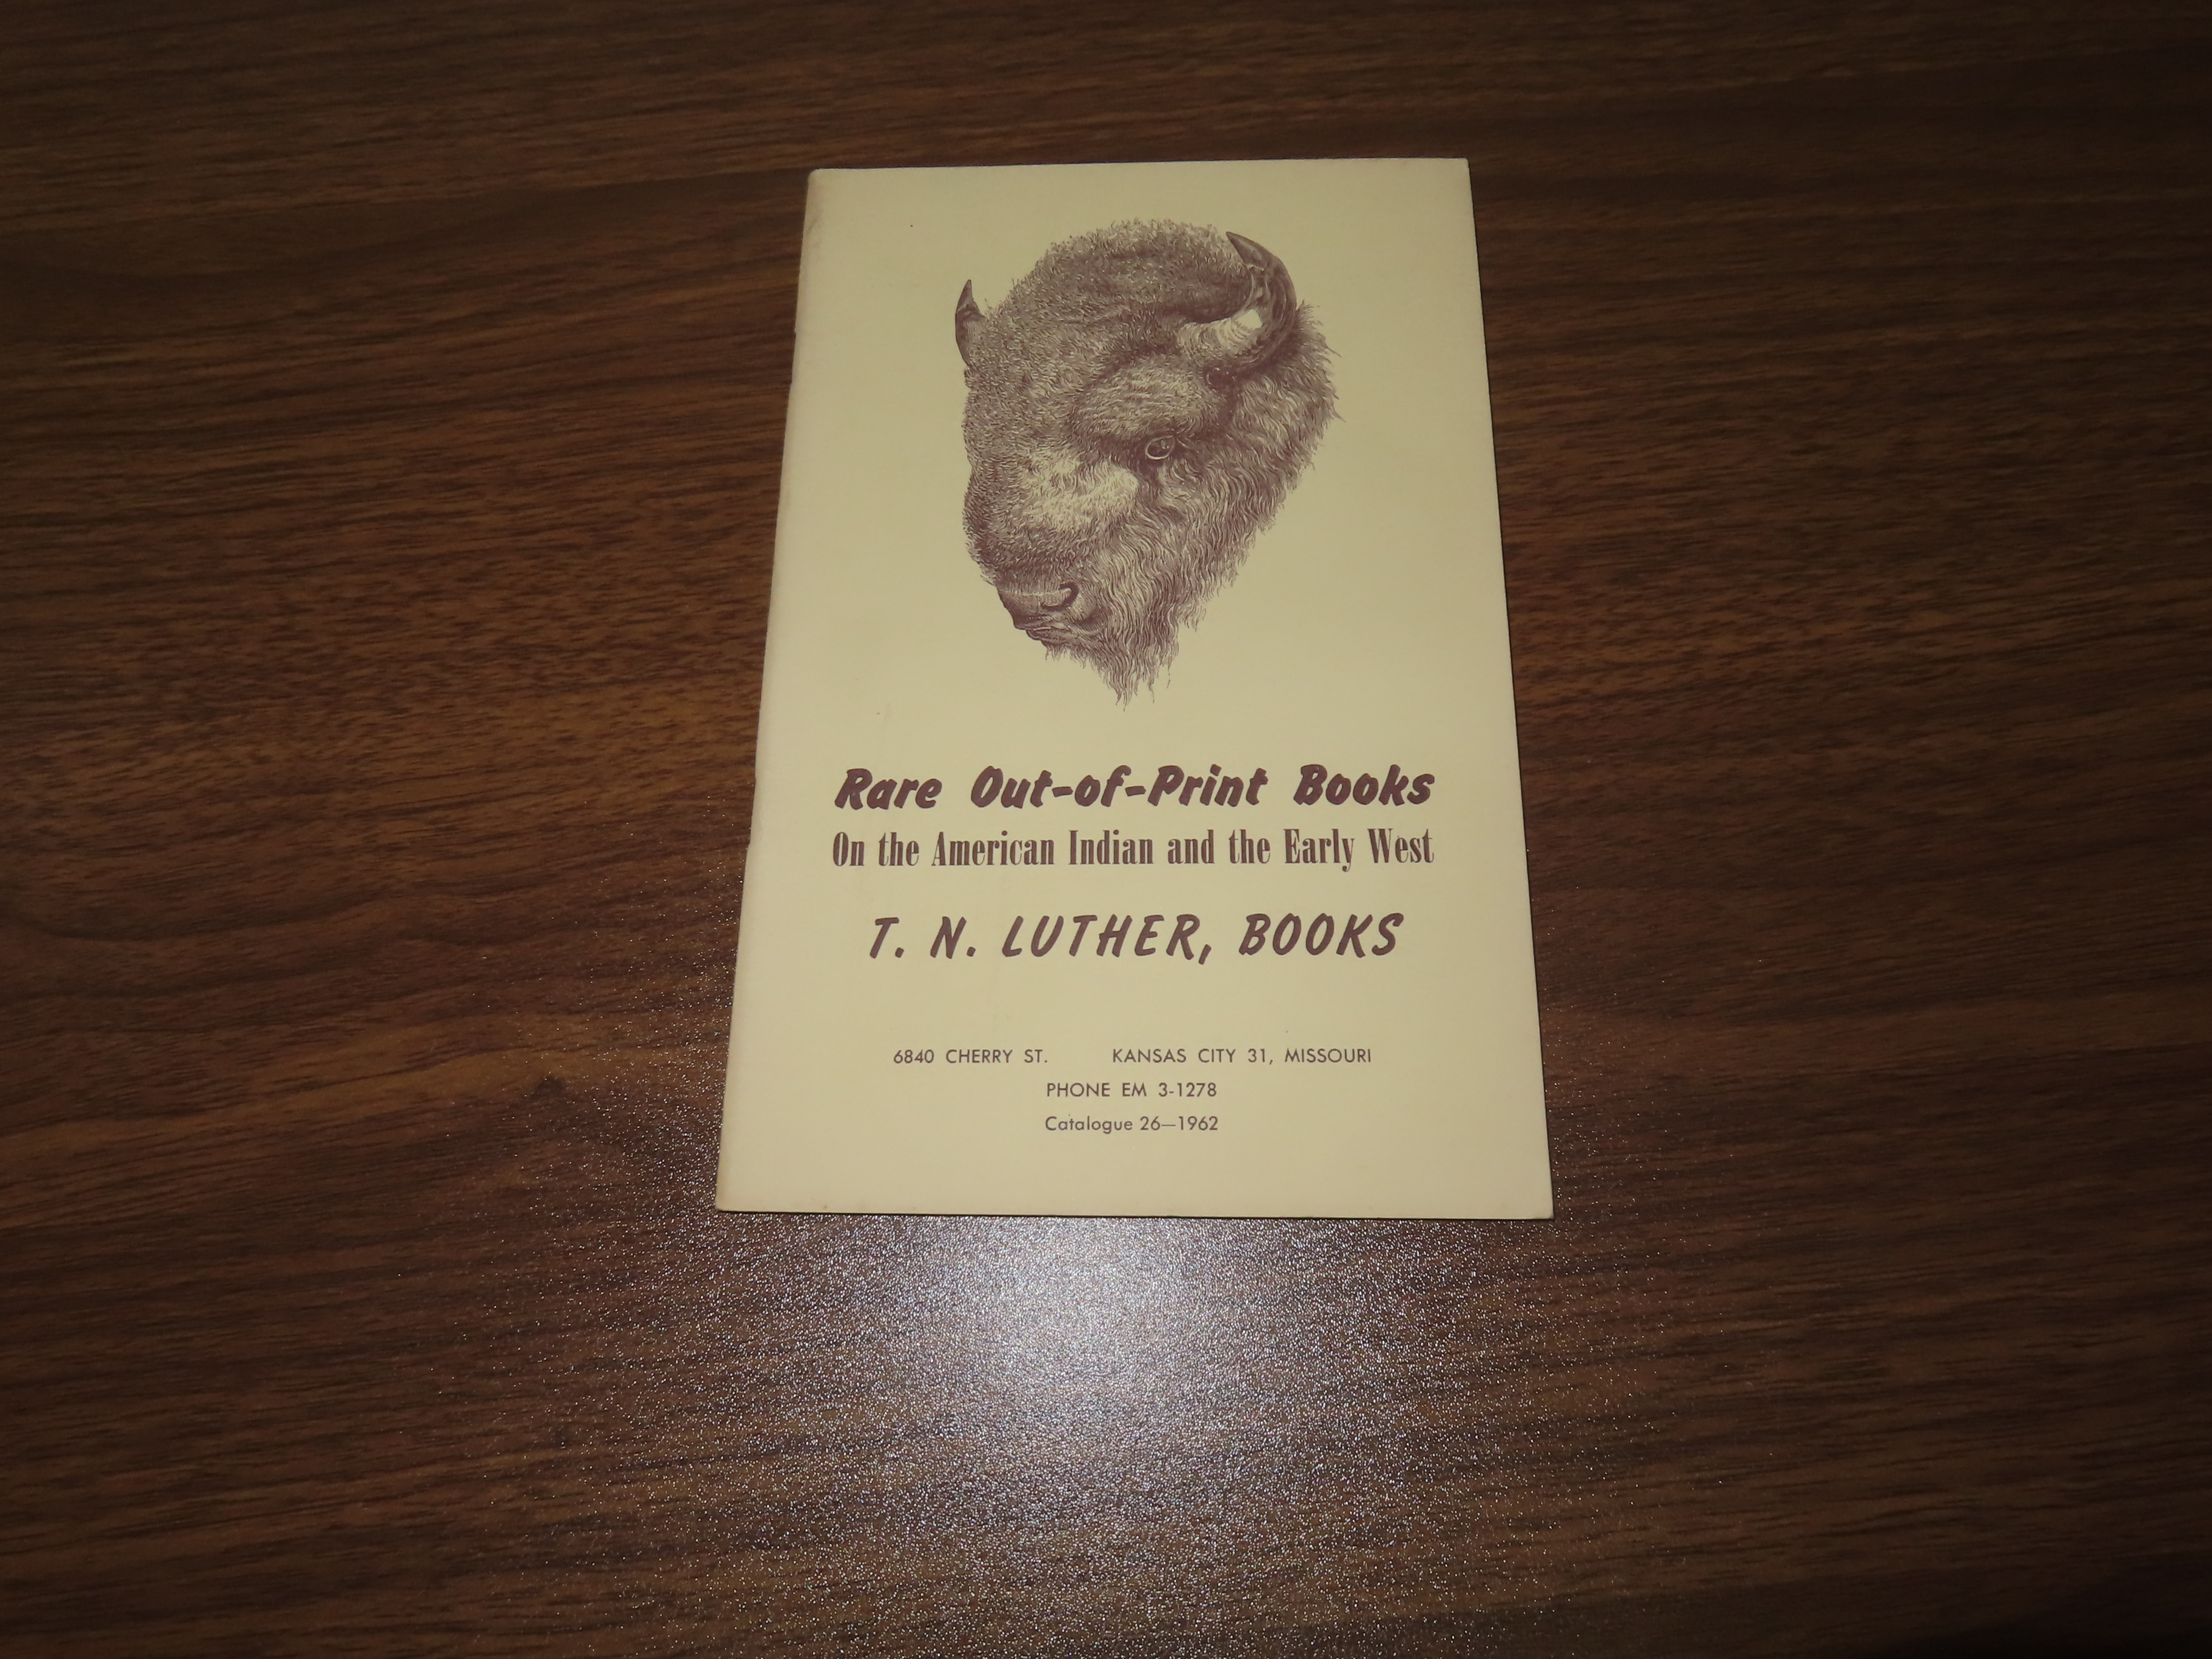 Rare Out-of-Print Books
On the American Indian and the Early West
T. N. LUTHER, BOOKS
6840 CHERRY ST. KANSAS CITY 31, MISSOURI
PHONE EM 3-1278
Catalogue 26—1962